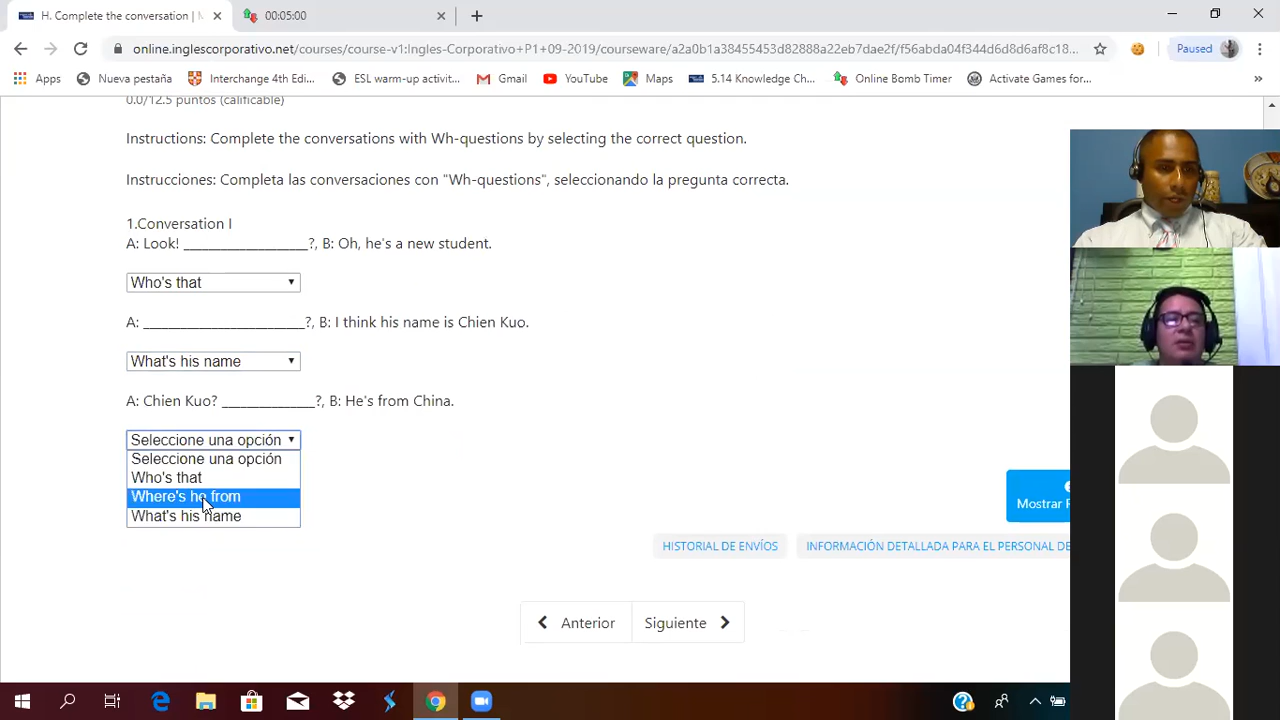 H. Complete the conversation |
00:05:00
online.inglescorporativo.net/courses/course-v1:Ingles-Corporativo+P1+09-2019/courseware/a2a0b1a38455453d82888a22eb7dae2f/f56abda04f344d6d8d6af8c18...
Paused
Apps
Nueva pestaña
Interchange 4th Edi...
ESL warm-up activit...
Gmail
YouTube
Maps
5.14 Knowledge Ch...
Online Bomb Timer
Activate Games for...
»
0.0/12.5 puntos (calificable)
Instructions: Complete the conversations with Wh-questions by selecting the correct question.
Instrucciones: Completa las conversaciones con "Wh-questions", seleccionando la pregunta correcta.
1.Conversation I
A: Look! ___________________?, B: Oh, he's a new student.
Who's that
A: _________________________?, B: I think his name is Chien Kuo.
What's his name
A: Chien Kuo? ______________?, B: He's from China.
Seleccione una opción
Seleccione una opción
Who's that
Where's he from
What's his name
Mostrar
HISTORIAL DE ENVÍOS
INFORMACIÓN DETALLADA PARA EL PERSONAL DE
Anterior
Siguiente